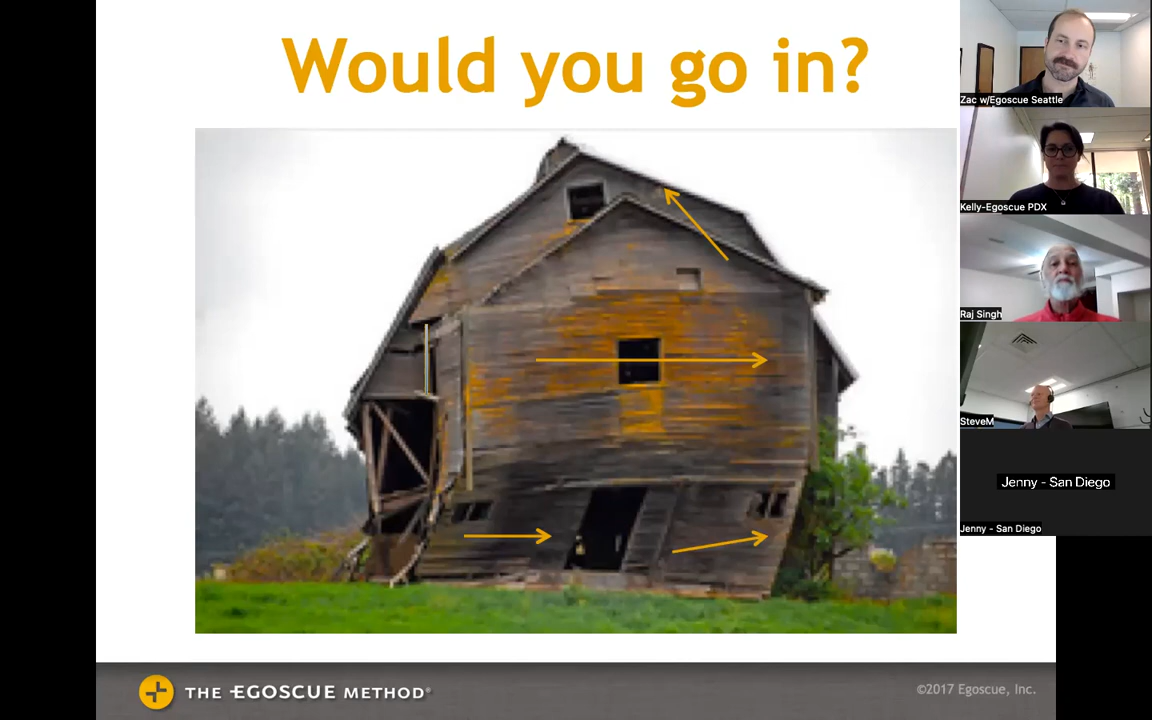 Would you go in?
Zac w/Egoscue Seattle
Kelly-Egoscue PDX
Raj Singh
SteveM
Jenny - San Diego
Jenny - San Diego
THE EGOSCUE METHOD®
©2017 Egoscue, Inc.